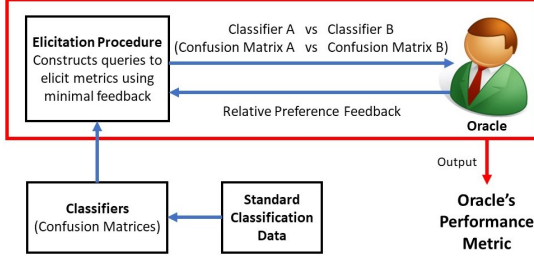 Elicitation Procedure
Constructs queries to
elicit metrics using
minimal feedback
Classifier A vs Classifier B
(Confusion Matrix A vs Confusion Matrix B)
Relative Preference Feedback
Oracle
Output
Classifiers
(Confusion Matrices)
Standard
Classification
Data
Oracle's
Performance
Metric